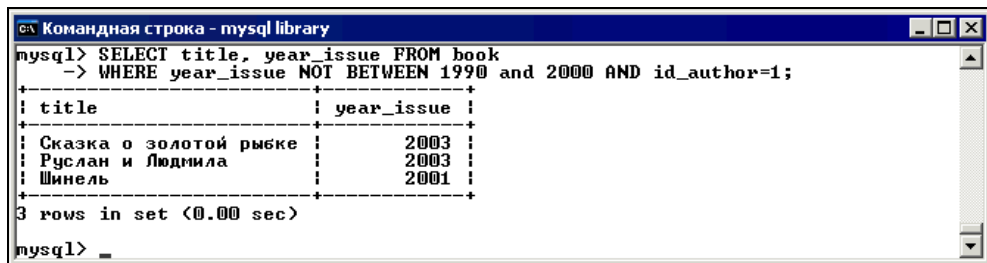 Командная строка - mysql library
mysql> SELECT title, year_issue FROM book
    -> WHERE year_issue NOT BETWEEN 1990 and 2000 AND id_author=1;
+-----------------------+------------+
| title                 | year_issue |
+-----------------------+------------+
| Сказка о золотой рыбке |       2003 |
| Руслан и Людмила      |       2003 |
| Шинель                |       2001 |
+-----------------------+------------+
3 rows in set (0.00 sec)
mysql> _